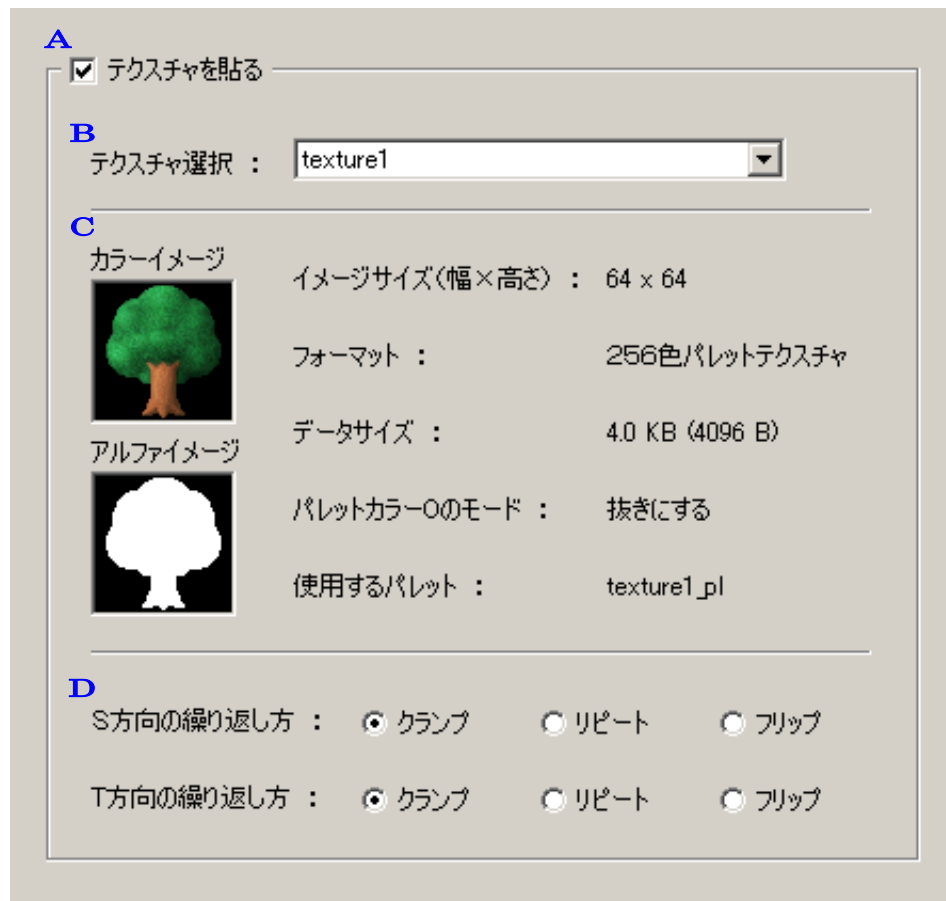 A
テクスチャを貼る
B
テクスチャ選択 : texture1
C
カラーイメージ
イメージサイズ(幅×高さ) : 64 x 64
フォーマット : 256色パレットテクスチャ
データサイズ : 4.0 KB (4096 B)
アルファイメージ
パレットカラー0のモード : 抜きにする
使用するパレット : texture1_pl
D
S方向の繰り返し方 : クランプ リピート フリップ
T方向の繰り返し方 : クランプ リピート フリップ